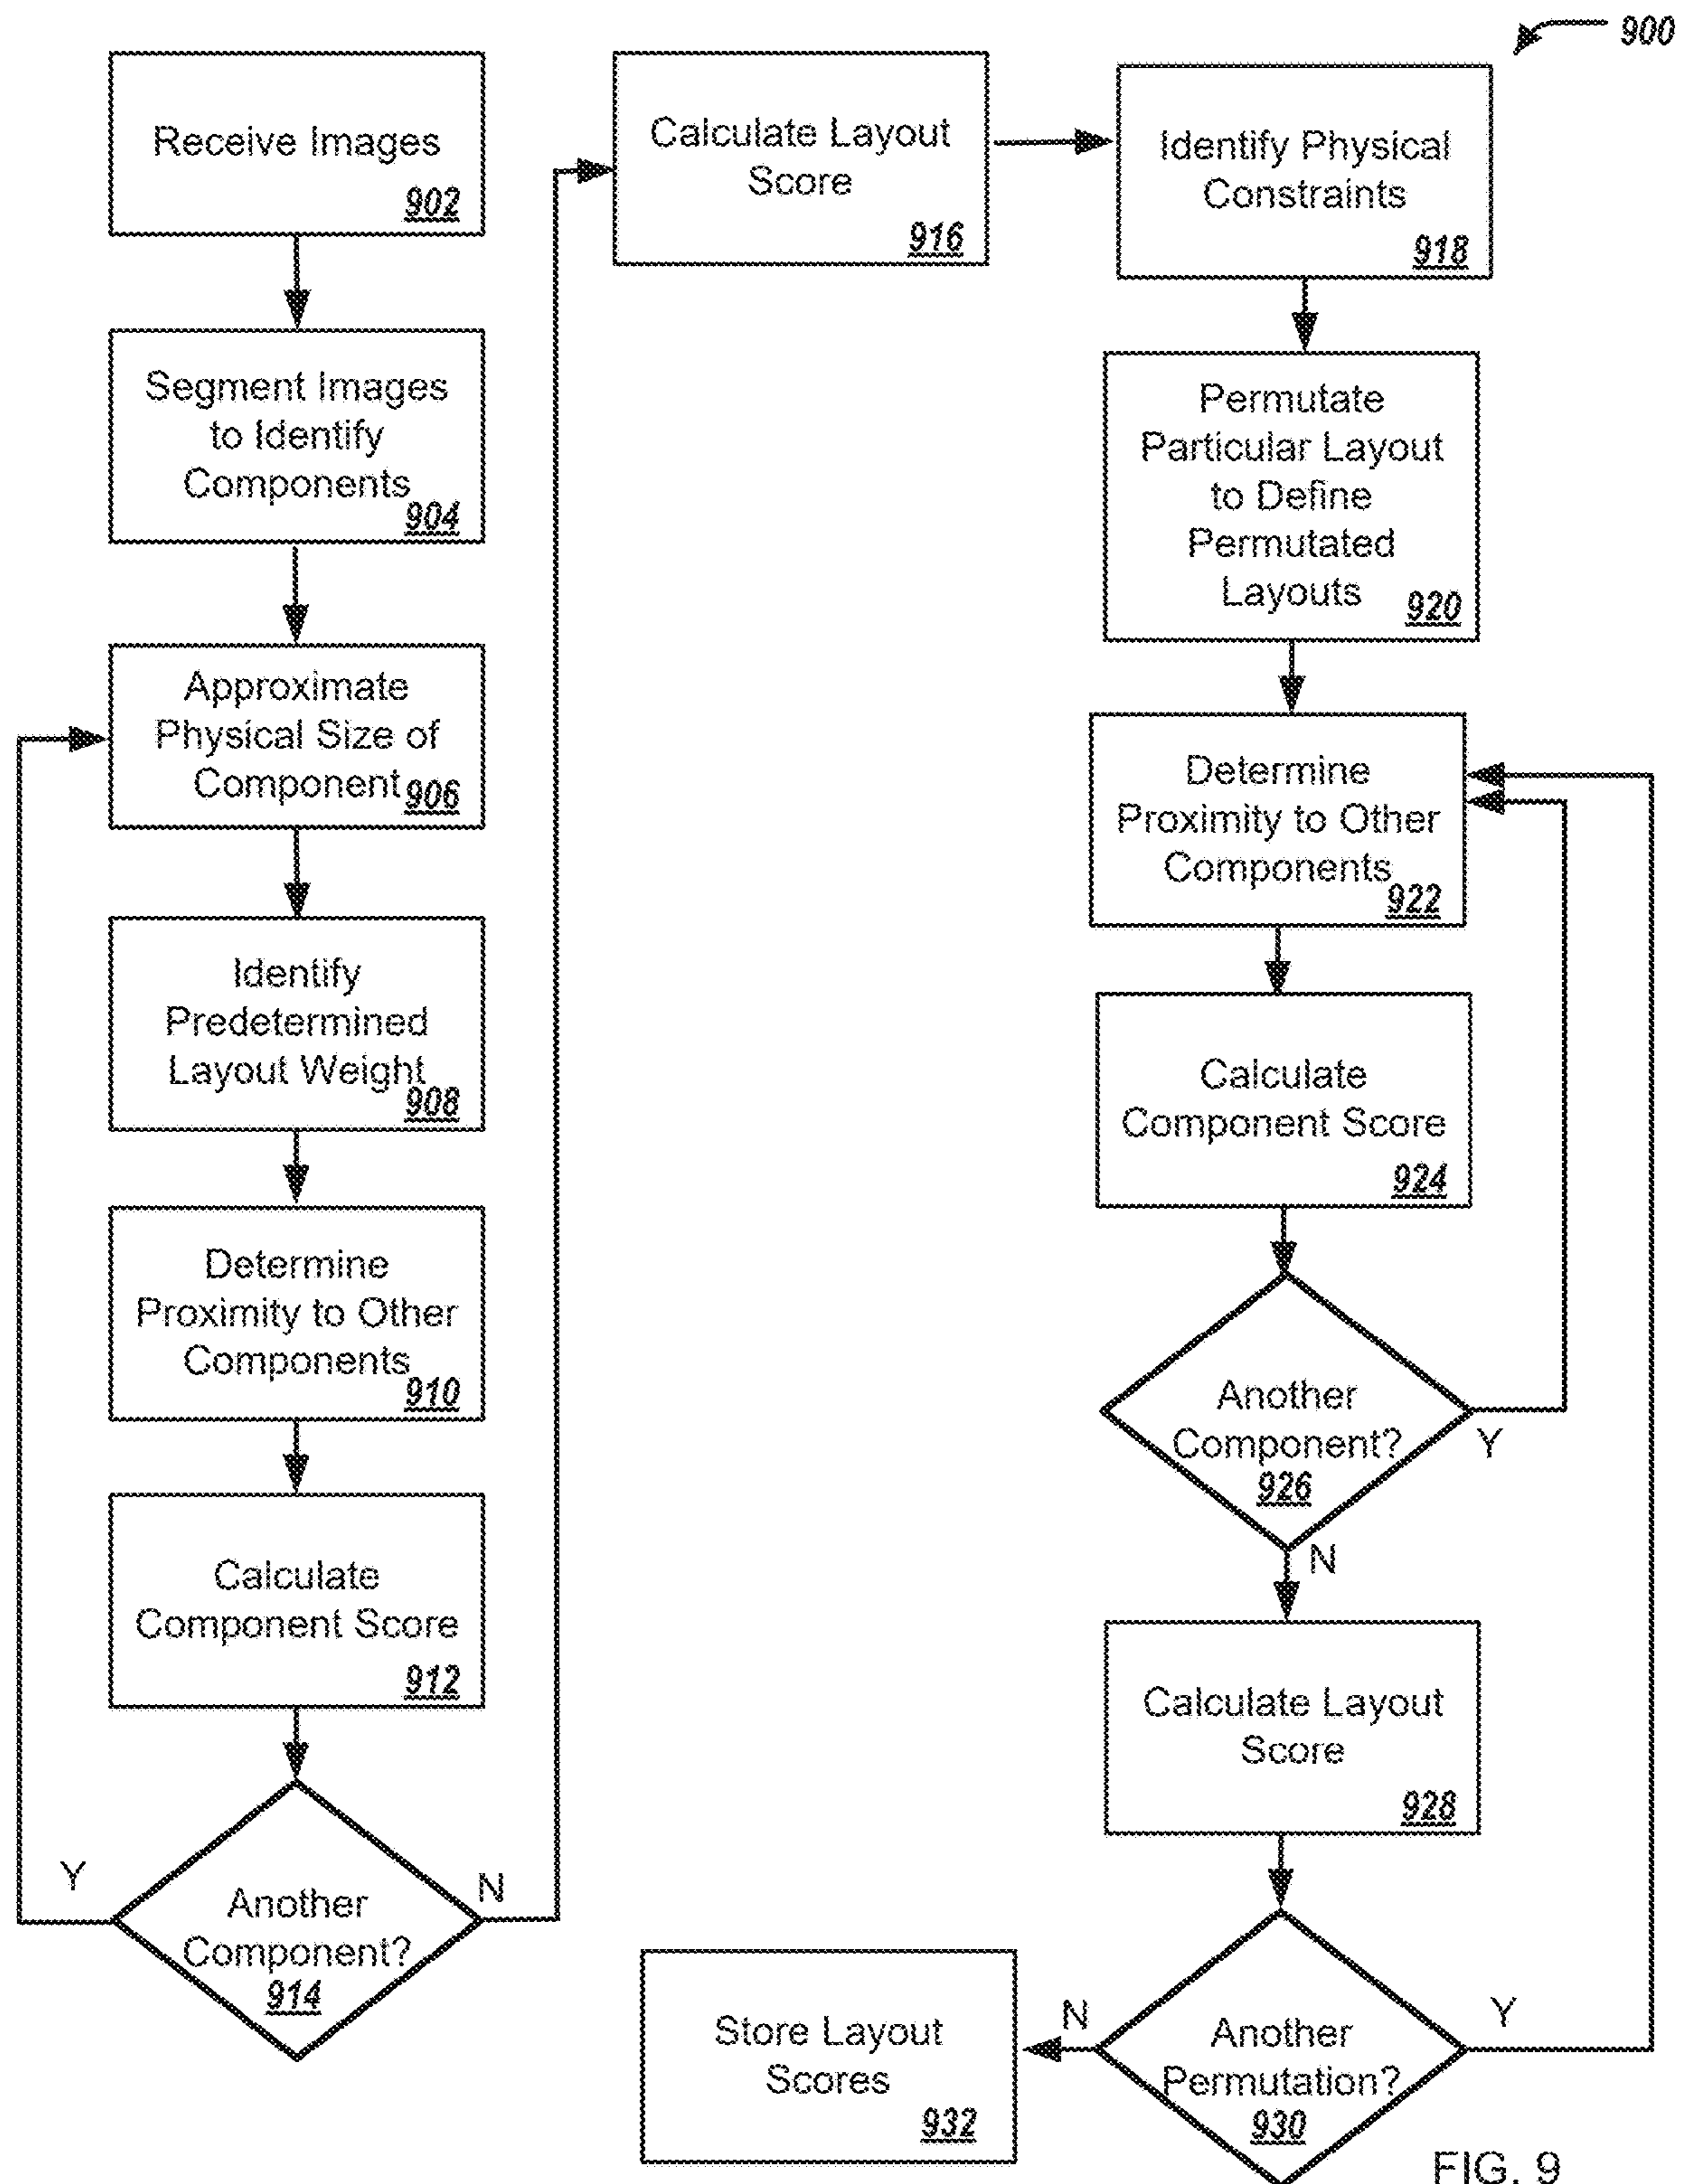 900
Receive Images
902
Segment Images
to Identify
Components
904
Approximate
Physical Size of
Component
906
Identify
Predetermined
Layout Weight
908
Determine
Proximity to Other
Components
910
Calculate
Component Score
912
Another
Component?
914
Y
N
Calculate Layout
Score
916
Identify Physical
Constraints
918
Permutate
Particular Layout
to Define
Permutated
Layouts
920
Determine
Proximity to Other
Components
922
Calculate
Component Score
924
Another
Component?
926
Y
N
Calculate Layout
Score
928
Another
Permutation?
930
Y
N
Store Layout
Scores
932
FIG. 9